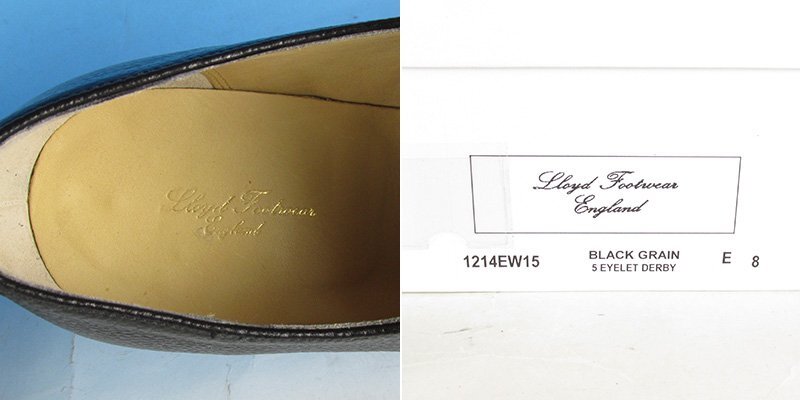 Lloyd Footwear
England
Lloyd Footwear
England
1214EW15 BLACK GRAIN E 8
5 EYELET DERBY